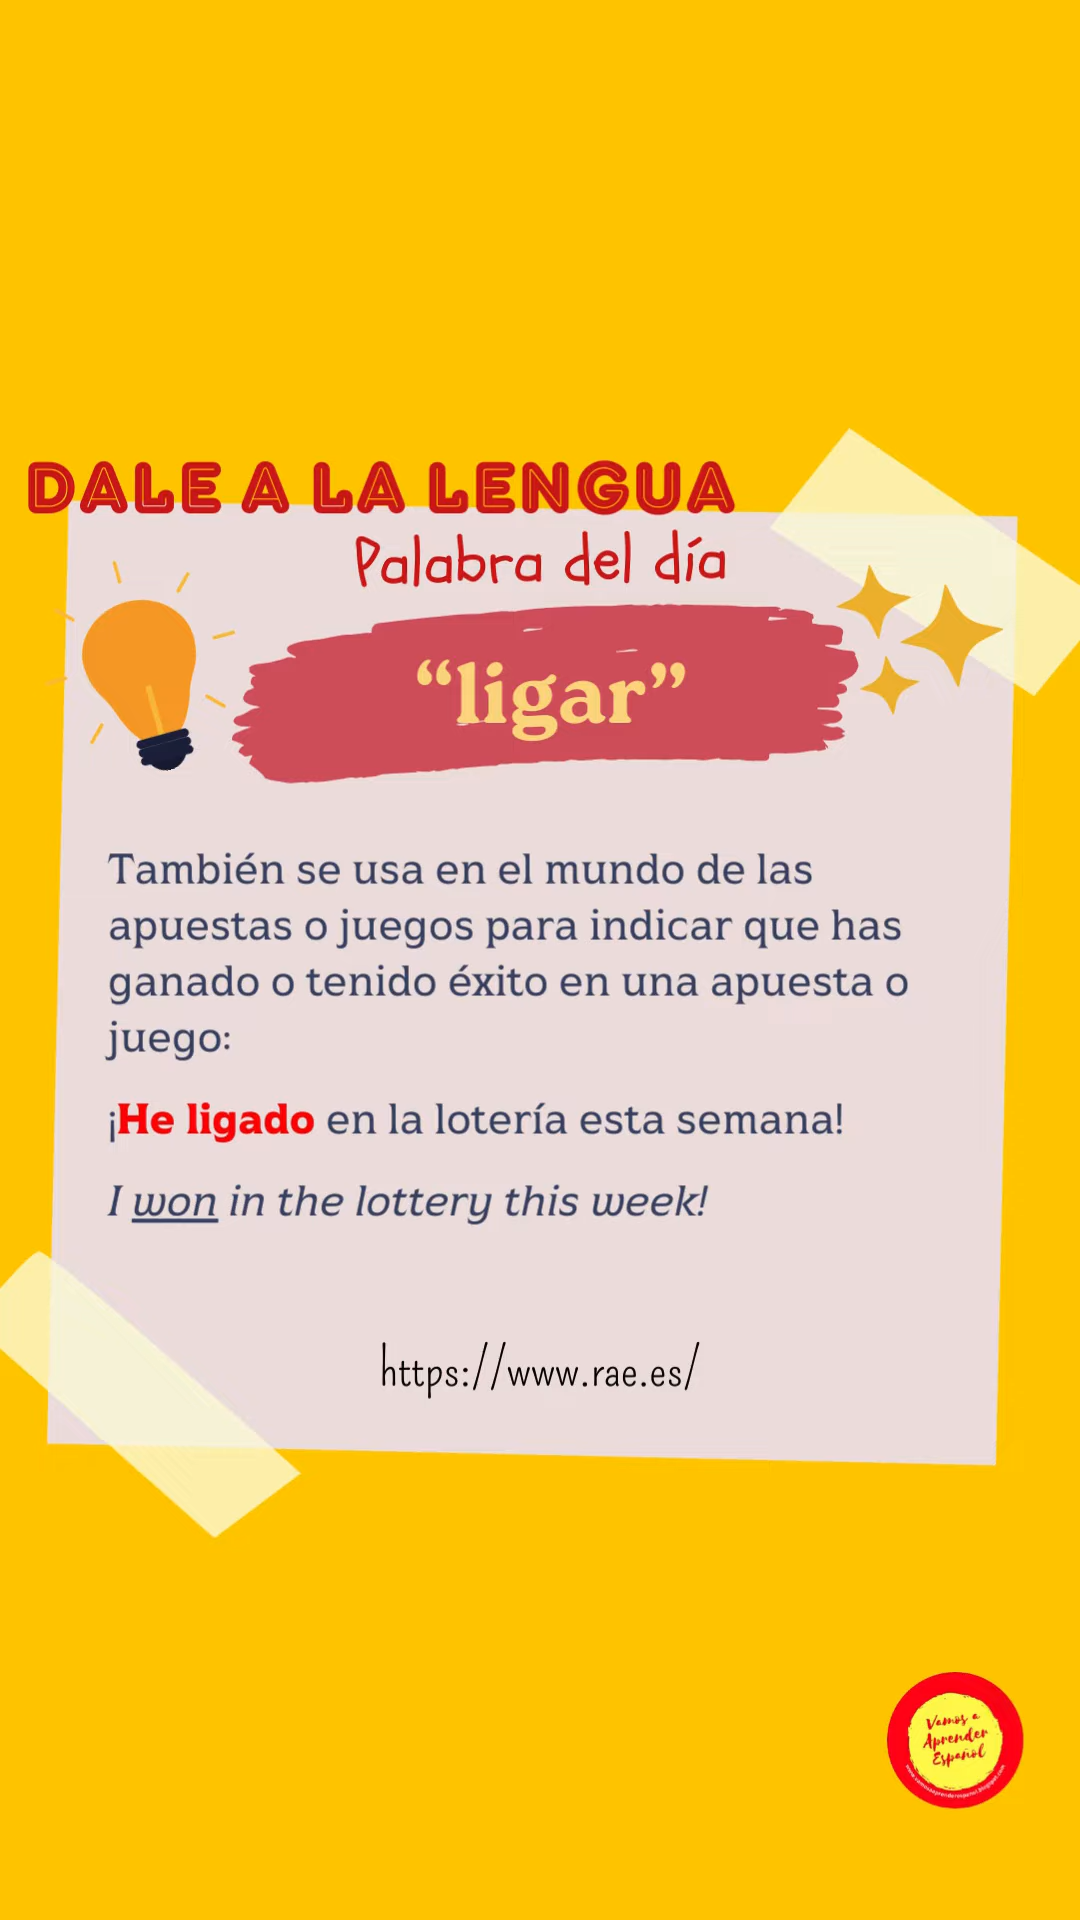 DALE A LA LENGUA
Palabra del día
“ligar”
También se usa en el mundo de las
apuestas o juegos para indicar que has
ganado o tenido éxito en una apuesta o
juego:
¡He ligado en la lotería esta semana!
I won in the lottery this week!
https://www.rae.es/
Vamos a
Aprender
Español